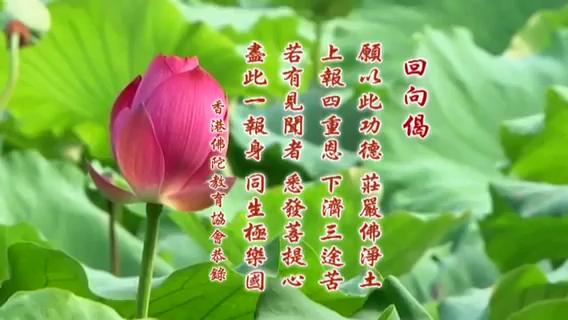 回向偈
願以此功德 莊嚴佛淨土
上報四重恩 下濟三途苦
若有見聞者 悉發菩提心
盡此一報身 同生極樂國
香港佛陀教育協會恭錄